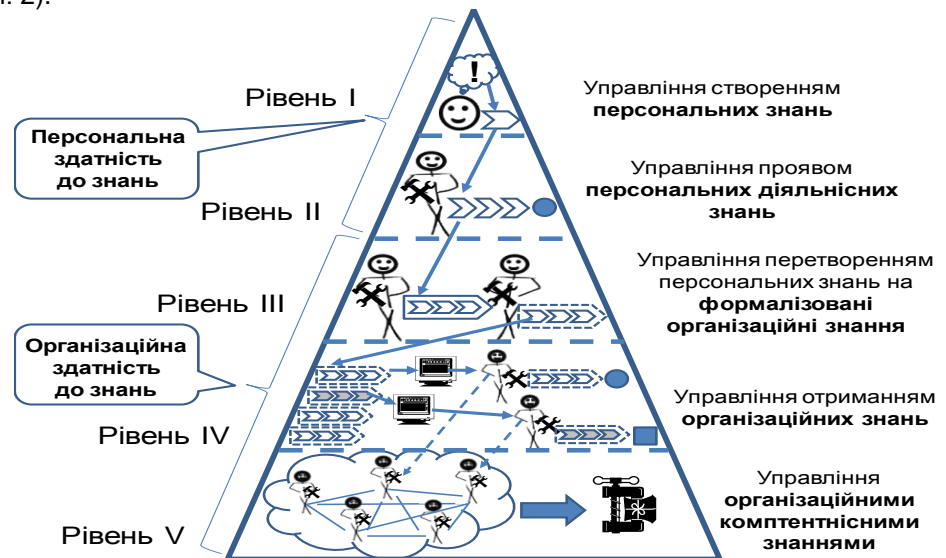 л. 2).
!
Рівень I
Управління створенням
персональних знань
Персональна
здатність
до знань
Рівень II
Управління проявом
персональних діяльнісних
знань
Рівень III
Управління перетворенням
персональних знань на
формалізовані
організаційні знання
Організаційна
здатність
до знань
Рівень IV
Управління отриманням
організаційних знань
Рівень V
Управління
організаційними
комптентнісними
знаннями